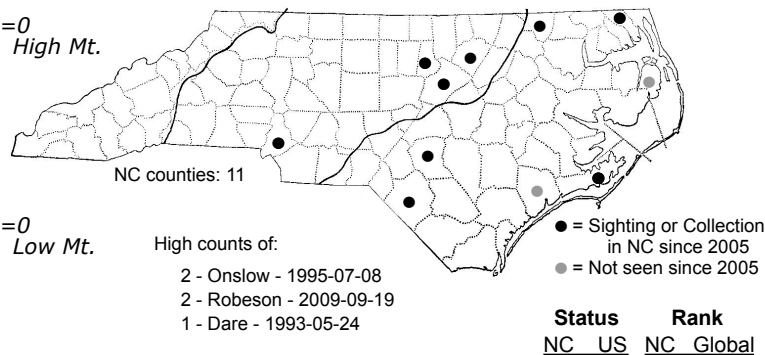 =0
High Mt.
NC counties: 11
=0
Low Mt.
High counts of:
2 - Onslow - 1995-07-08
2 - Robeson - 2009-09-19
1 - Dare - 1993-05-24
= Sighting or Collection
in NC since 2005
= Not seen since 2005
Status Rank
NC US NC Global